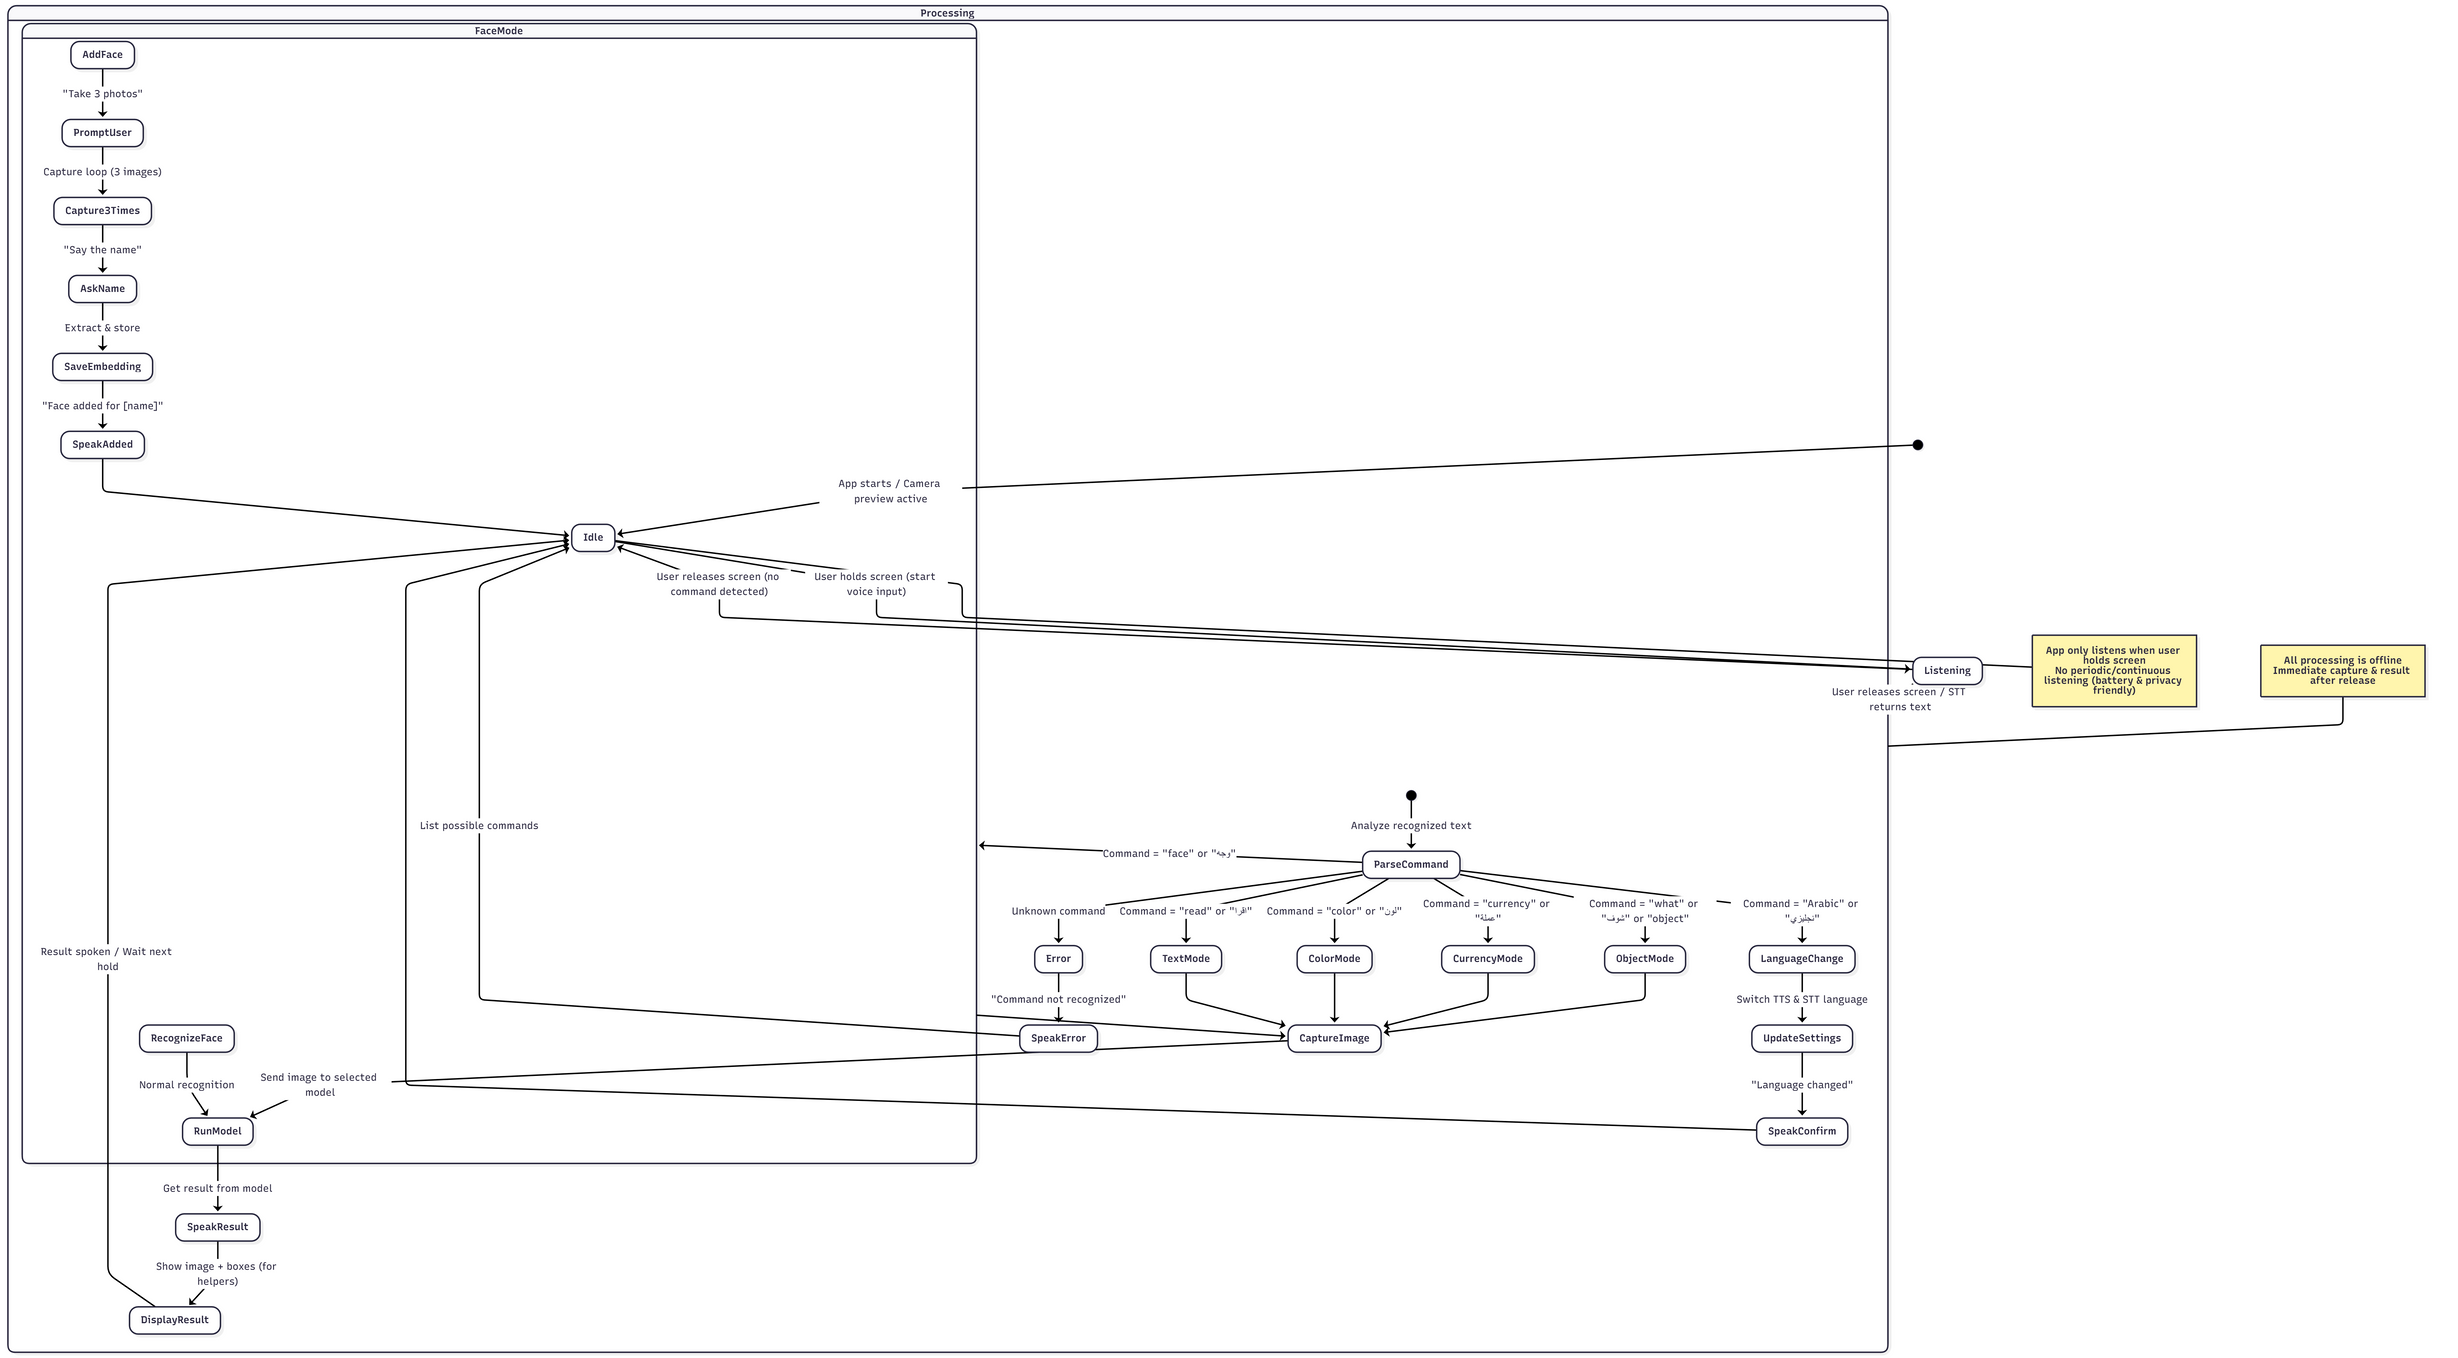 Processing
FaceMode
AddFace
"Take 3 photos"
PromptUser
Capture loop (3 images)
Capture3Times
"Say the name"
AskName
Extract & store
SaveEmbedding
"Face added for [name]"
SpeakAdded
App starts / Camera
preview active
Idle
User releases screen (no
command detected)
User holds screen (start
voice input)
Listening
App only listens when user
holds screen
No periodic/continuous
listening (battery & privacy
friendly)
All processing is offline
Immediate capture & result
after release
User releases screen / STT
returns text
List possible commands
Analyze recognized text
Command = "face" or "وجه"
ParseCommand
Unknown command
Command = "read" or "اقرا"
Command = "color" or "لون"
Command = "currency" or
"عملة"
Command = "what" or
"شوف" or "object"
Command = "Arabic" or
"نجليزي"
Result spoken / Wait next
hold
Error
TextMode
ColorMode
CurrencyMode
ObjectMode
LanguageChange
"Command not recognized"
Switch TTS & STT language
RecognizeFace
SpeakError
CaptureImage
UpdateSettings
Normal recognition
Send image to selected
model
"Language changed"
RunModel
SpeakConfirm
Get result from model
SpeakResult
Show image + boxes (for
helpers)
DisplayResult